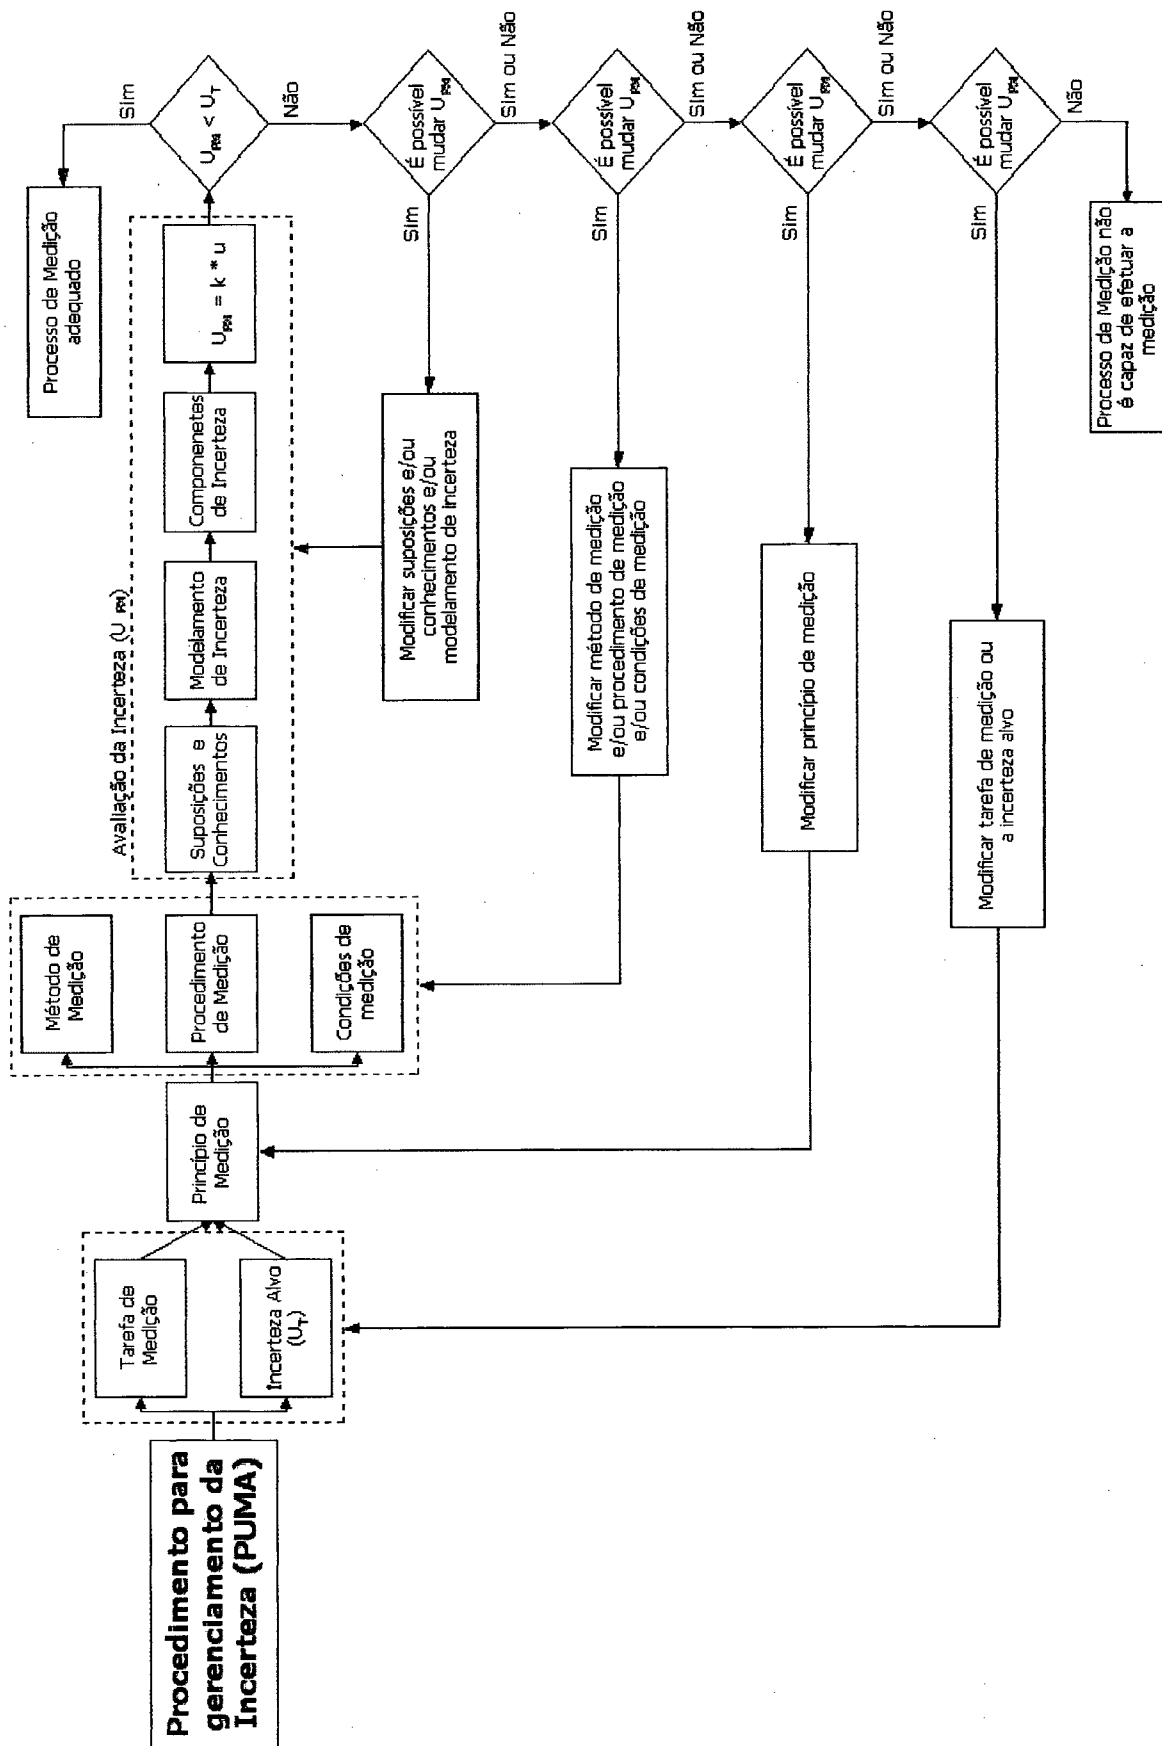 Procedimento para
gerenciamento da
Incerteza (PUMA)
Tarefa de
Medição
Incerteza Alvo
(U_T)
Princípio de
Medição
Método de
Medição
Procedimento
de Medição
Condições de
medição
Avaliação da Incerteza (U PM)
Suposições e
Conhecimentos
Modelamento
de Incerteza
Componenetes
de Incerteza
U_PM = k * u
U_PM < U_T
Sim
Não
Processo de Medição
adequado
É possível
mudar U_PM
Sim
Sim ou Não
Modificar suposições e/ou
conhecimentos e/ou
modelamento de incerteza
É possível
mudar U_PM
Sim
Sim ou Não
Modificar método de medição
e/ou procedimento de medição
e/ou condições de medição
É possível
mudar U_PM
Sim
Sim ou Não
Modificar princípio de medição
É possível
mudar U_PM
Sim
Não
Modificar tarefa de medição ou
a incerteza alvo
Processo de Medição não
é capaz de efetuar a
medição